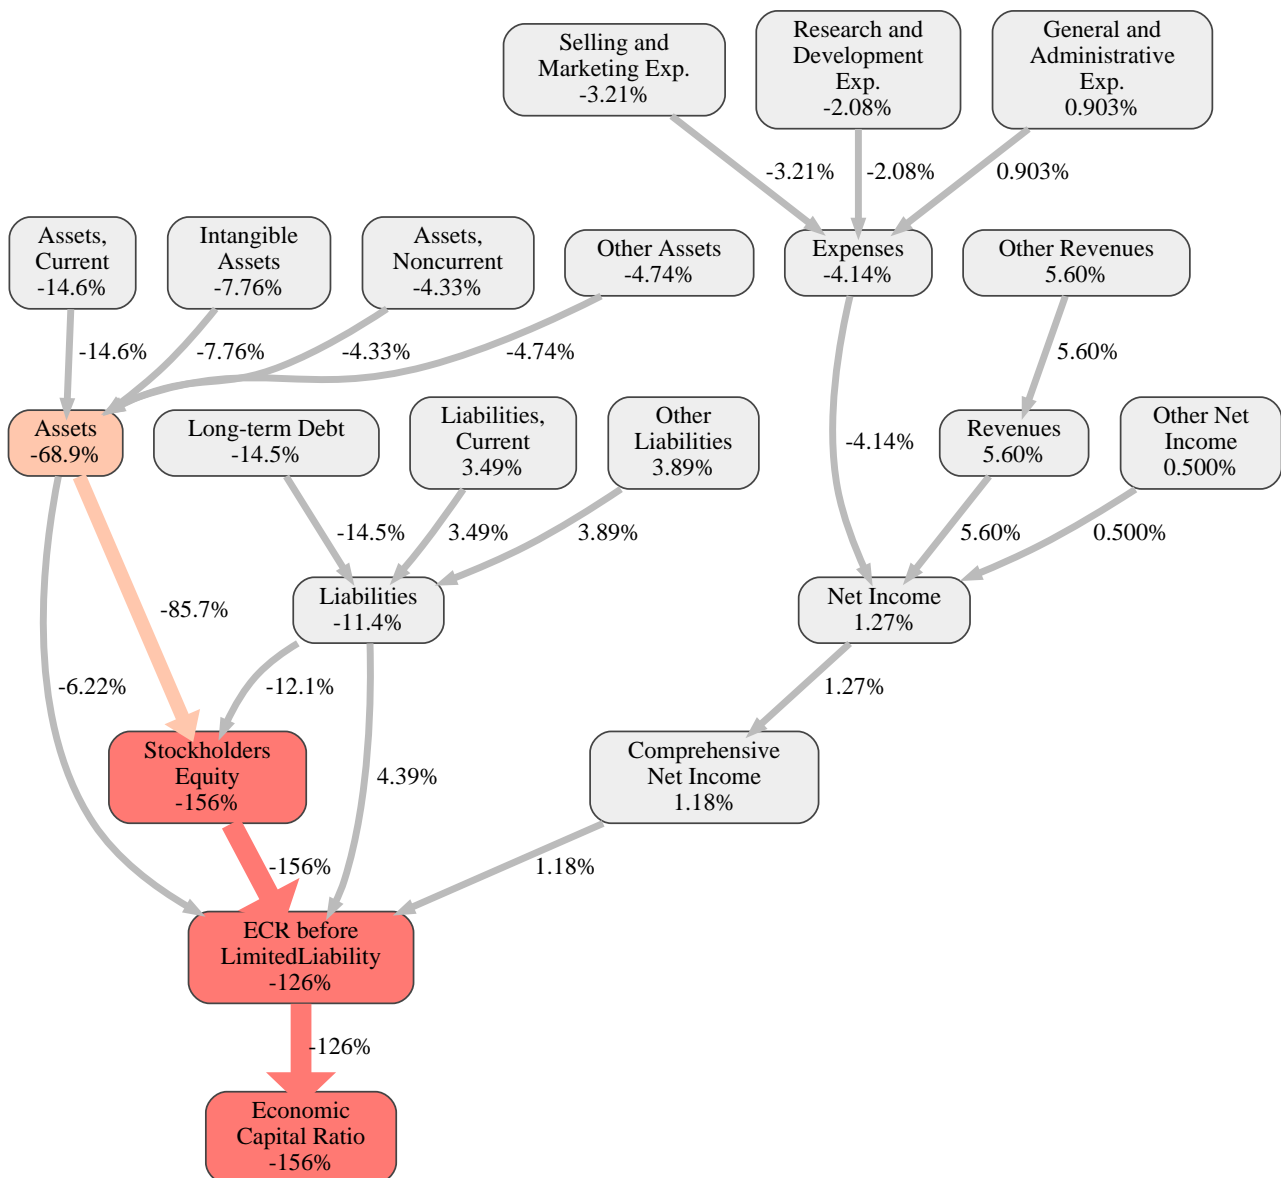 Selling and
Marketing Exp.
-3.21%
Research and
Development
Exp.
-2.08%
General and
Administrative
Exp.
0.903%
-3.21%
-2.08%
0.903%
Assets,
Current
-14.6%
Intangible
Assets
-7.76%
Assets,
Noncurrent
-4.33%
Other Assets
-4.74%
Expenses
-4.14%
Other Revenues
5.60%
-14.6%
-7.76%
-4.33%
-4.74%
5.60%
Assets
-68.9%
Long-term Debt
-14.5%
Liabilities,
Current
3.49%
Other
Liabilities
3.89%
-4.14%
Revenues
5.60%
Other Net
Income
0.500%
-14.5%
3.49%
3.89%
5.60%
0.500%
-85.7%
Liabilities
-11.4%
Net Income
1.27%
-6.22%
-12.1%
1.27%
Stockholders
Equity
-156%
4.39%
Comprehensive
Net Income
1.18%
-156%
1.18%
ECR before
LimitedLiability
-126%
-126%
Economic
Capital Ratio
-156%